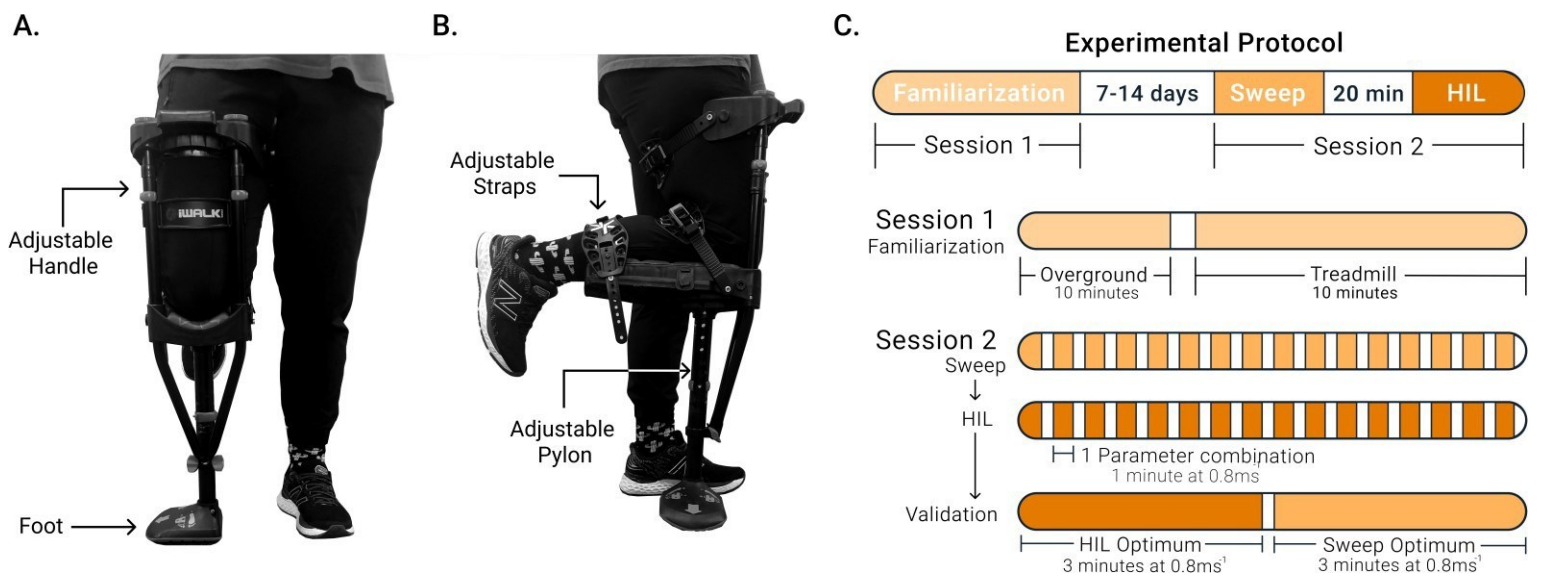 A.
Adjustable
Handle
Foot
iWALK
B.
Adjustable
Straps
N
Adjustable
Pylon
C.
Experimental Protocol
Familiarization
7-14 days
Sweep
20 min
HIL
Session 1
Session 2
Session 1
Familiarization
Overground
10 minutes
Treadmill
10 minutes
Session 2
Sweep
HIL
1 Parameter combination
1 minute at 0.8ms⁻¹
Validation
HIL Optimum
3 minutes at 0.8ms⁻¹
Sweep Optimum
3 minutes at 0.8ms⁻¹